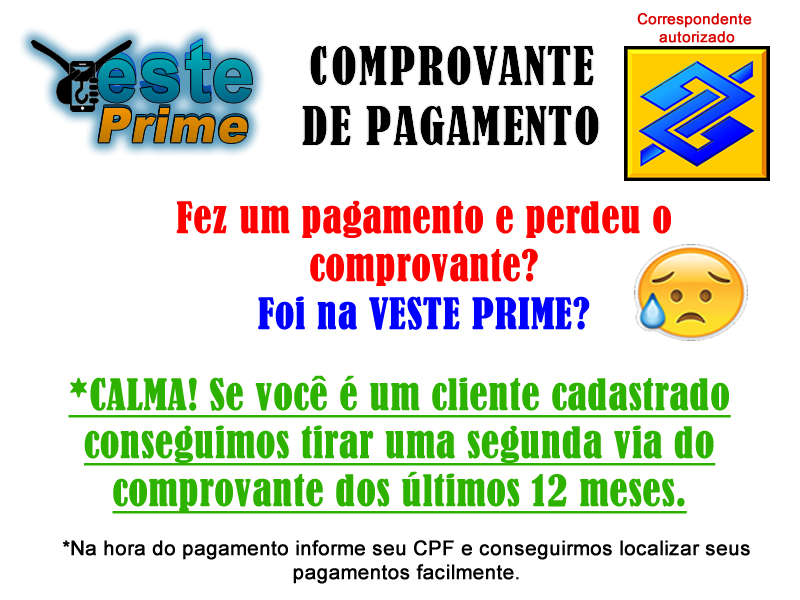 Correspondente
autorizado
Veste
Prime
COMPROVANTE
DE PAGAMENTO
Fez um pagamento e perdeu o
comprovante?
Foi na VESTE PRIME?
*CALMA! Se você é um cliente cadastrado
conseguimos tirar uma segunda via do
comprovante dos últimos 12 meses.
*Na hora do pagamento informe seu CPF e conseguirmos localizar seus
pagamentos facilmente.